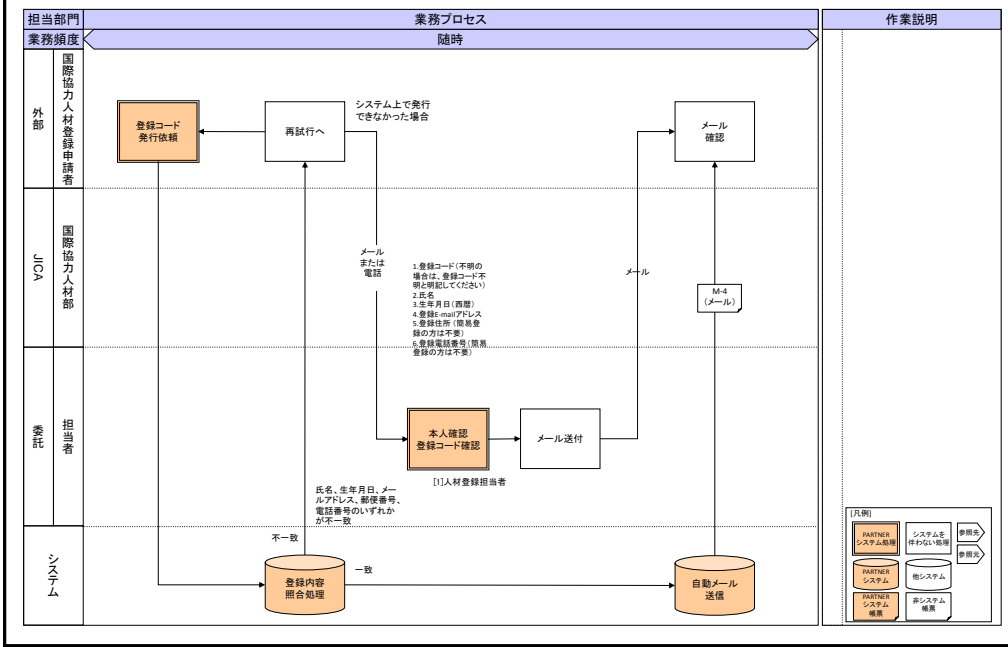 担当部門
業務プロセス
作業説明
業務頻度
随時
外部
国際協力人材登録申請者
登録コード
発行依頼
再試行へ
システム上で発行
できなかった場合
メール
確認
JICA
国際協力人材部
メール
または
電話
1.登録コード(不明の
場合は、登録コード不
明と明記してください)
2.氏名
3.生年月日(西暦)
4.登録E-mailアドレス
5.登録住所(簡易登
録の方は不要)
6.登録電話番号(簡易
登録の方は不要)
メール
M-4
(メール)
委託
担当者
本人確認
登録コード確認
メール送付
[I]人材登録担当者
氏名、生年月日、メー
ルアドレス、郵便番号、
電話番号のいずれか
が不一致
システム
不一致
登録内容
照合処理
一致
自動メール
送信
[凡例]
PARTNER
システム処理
システムを
伴わない処理
参照先
参照元
PARTNER
システム
他システム
PARTNER
システム
帳票
非システム
帳票